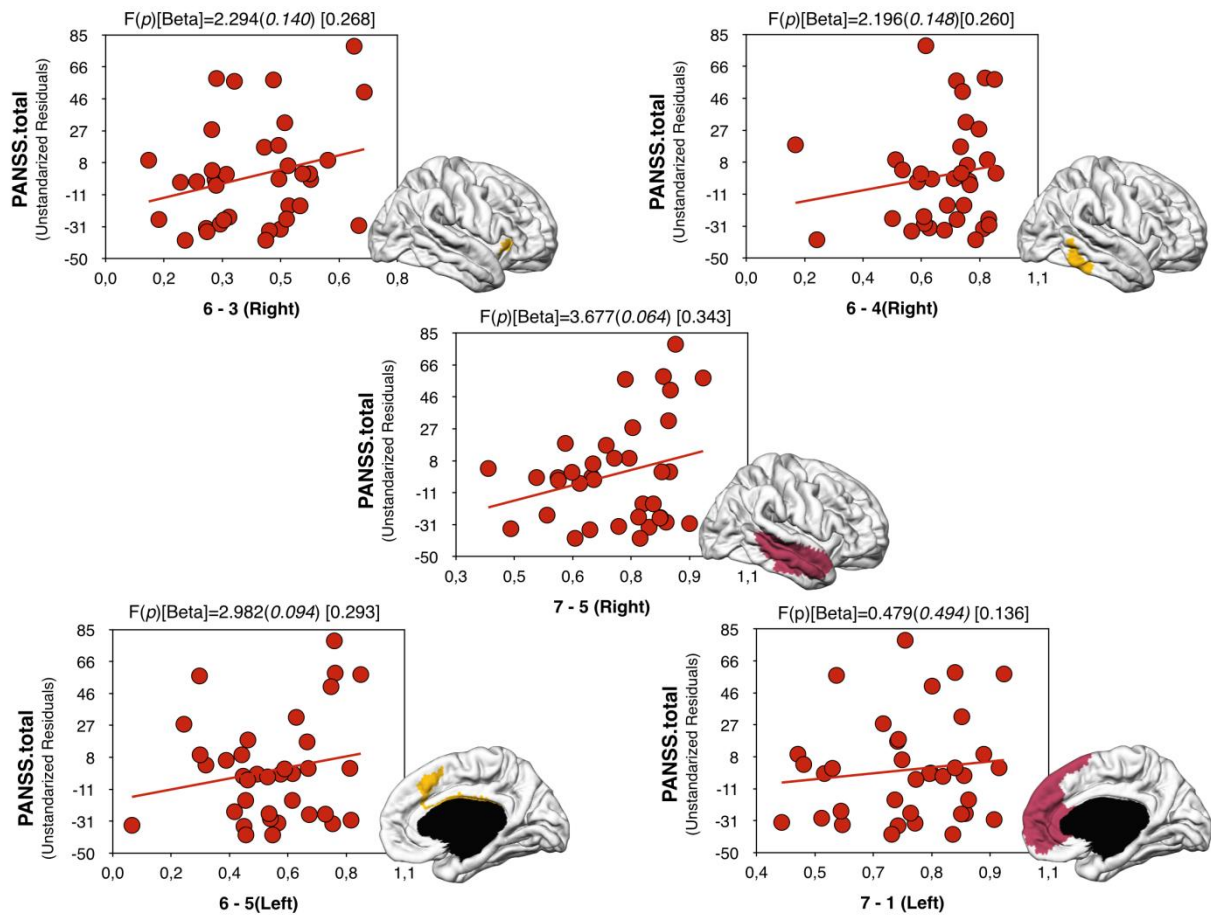 F(p)[Beta]=2.294(0.140) [0.268]
PANSS.total
(Unstandarized Residuals)
85
66
46
27
8
-11
-31
-50
0,0 0,2 0,3 0,5 0,6 0,8
6 - 3 (Right)
F(p)[Beta]=2.196(0.148)[0.260]
PANSS.total
(Unstandarized Residuals)
85
66
46
27
8
-11
-31
-50
0,0 0,2 0,4 0,6 0,8 1,1
6 - 4(Right)
F(p)[Beta]=3.677(0.064) [0.343]
PANSS.total
(Unstandarized Residuals)
85
66
46
27
8
-11
-31
-50
0,3 0,5 0,6 0,8 0,9 1,1
7 - 5 (Right)
F(p)[Beta]=2.982(0.094) [0.293]
PANSS.total
(Unstandarized Residuals)
85
66
46
27
8
-11
-31
-50
0,0 0,2 0,4 0,6 0,8 1,1
6 - 5(Left)
F(p)[Beta]=0.479(0.494) [0.136]
PANSS.total
(Unstandarized Residuals)
85
66
46
27
8
-11
-31
-50
0,4 0,5 0,7 0,8 0,9 1,1
7 - 1 (Left)